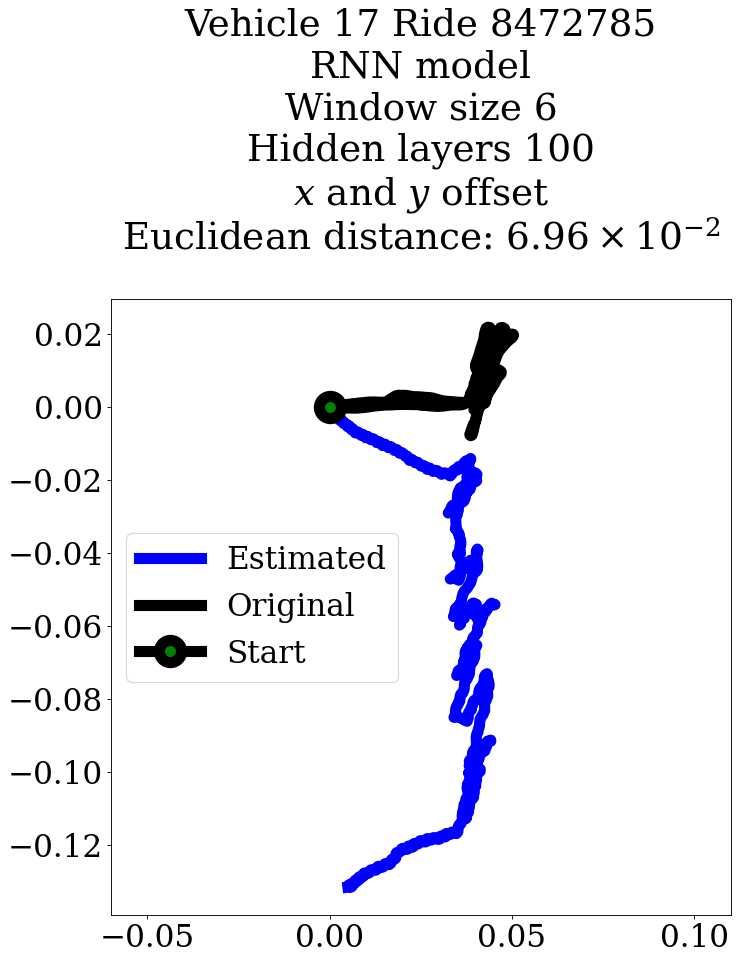 Vehicle 17 Ride 8472785
RNN model
Window size 6
Hidden layers 100
x and y offset
Euclidean distance: 6.96 × 10⁻²
0.02
0.00
−0.02
−0.04
−0.06
−0.08
−0.10
−0.12
Estimated
Original
Start
−0.05
0.00
0.05
0.10